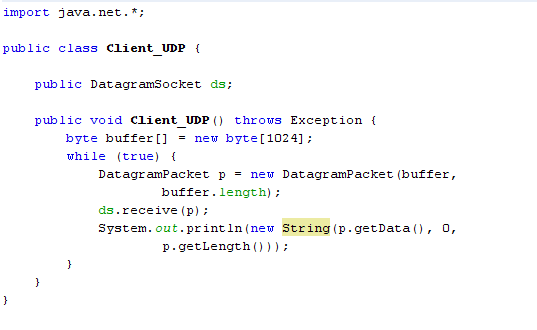 import java.net.*;
public class Client_UDP {
public DatagramSocket ds;
public void Client_UDP() throws Exception {
byte buffer[] = new byte[1024];
while (true) {
DatagramPacket p = new DatagramPacket(buffer,
buffer.length);
ds.receive(p);
System.out.println(new String(p.getData(), 0,
p.getLength()));
}
}
}